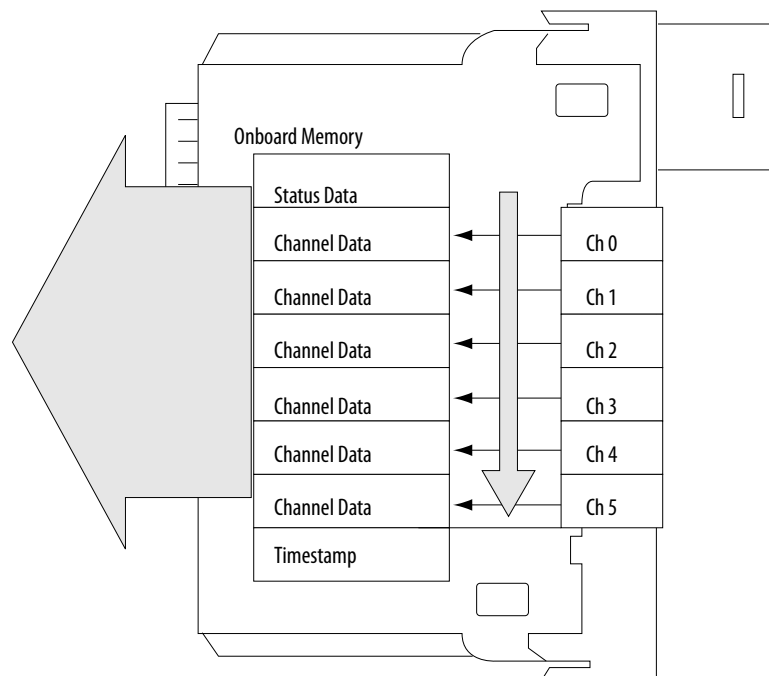 Onboard Memory
Status Data
Channel Data
Ch 0
Channel Data
Ch 1
Channel Data
Ch 2
Channel Data
Ch 3
Channel Data
Ch 4
Channel Data
Ch 5
Timestamp